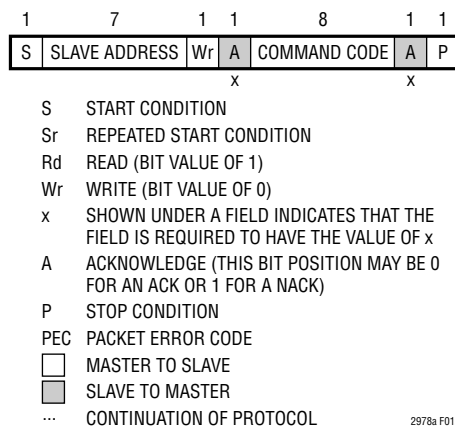 1 7 1 1 8 1 1
S SLAVE ADDRESS Wr A COMMAND CODE A P
x x
S START CONDITION
Sr REPEATED START CONDITION
Rd READ (BIT VALUE OF 1)
Wr WRITE (BIT VALUE OF 0)
x SHOWN UNDER A FIELD INDICATES THAT THE
FIELD IS REQUIRED TO HAVE THE VALUE OF x
A ACKNOWLEDGE (THIS BIT POSITION MAY BE 0
FOR AN ACK OR 1 FOR A NACK)
P STOP CONDITION
PEC PACKET ERROR CODE
MASTER TO SLAVE
SLAVE TO MASTER
... CONTINUATION OF PROTOCOL 2978a F01